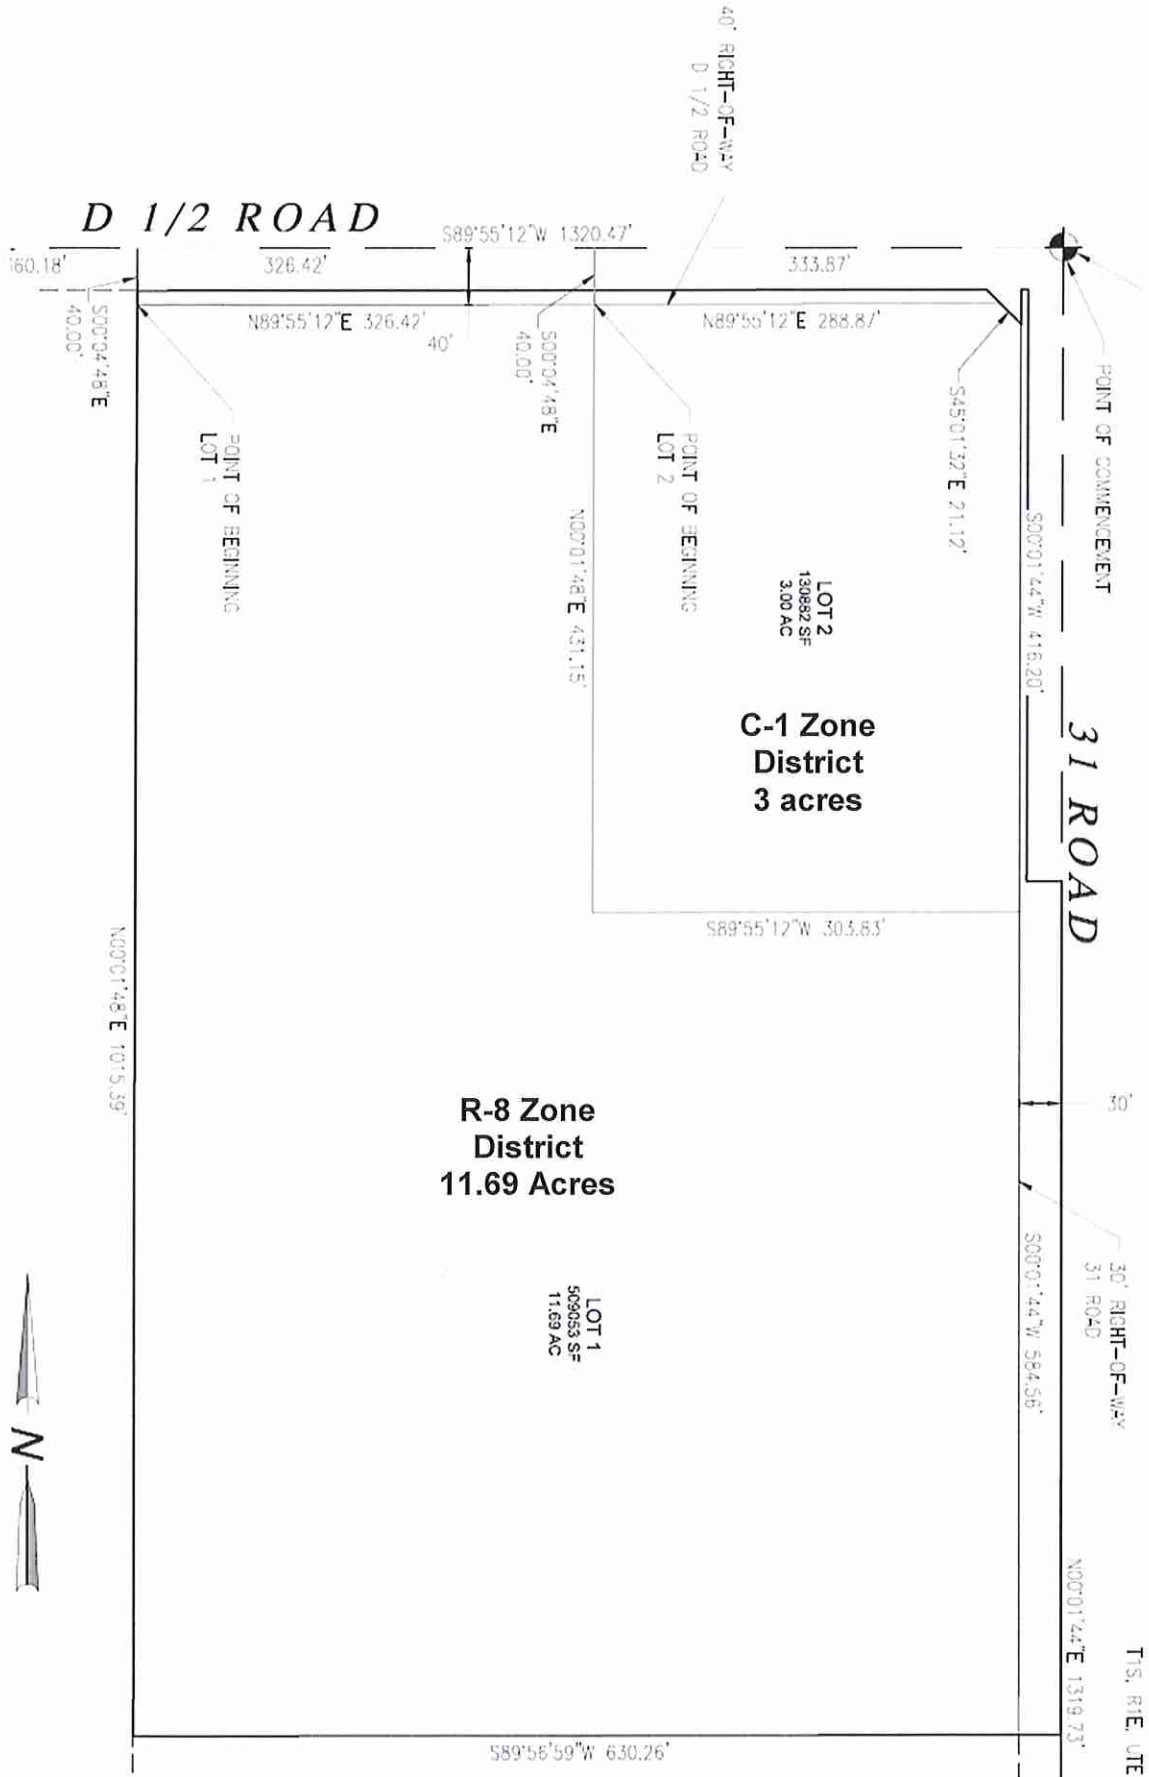 40' RIGHT-OF-WAY
D 1/2 ROAD
D 1/2 ROAD
S89°55'12"W 1320.47'
326.42'
333.87'
N89°55'12"E 326.42'
N89°55'12"E 288.87'
40'
S00°04'48"E
40.00'
S00°04'48"E
40.00'
POINT OF COMMENCEMENT
S45°01'32"E 21.12'
POINT OF BEGINNING
LOT 1
POINT OF BEGINNING
LOT 2
N00°01'48"E 431.15'
S00°01'44"W 416.20'
LOT 2
130882 SF
3.00 AC
C-1 Zone
District
3 acres
31 ROAD
S89°55'12"W 303.83'
N00°01'48"E 1015.39'
R-8 Zone
District
11.69 Acres
30'
30' RIGHT-OF-WAY
31 ROAD
S00°01'44"W 584.56'
LOT 1
509053 SF
11.69 AC
N
N00°01'44"E 1319.73'
T1S, R1E, UTE
S89°56'59"W 630.26'